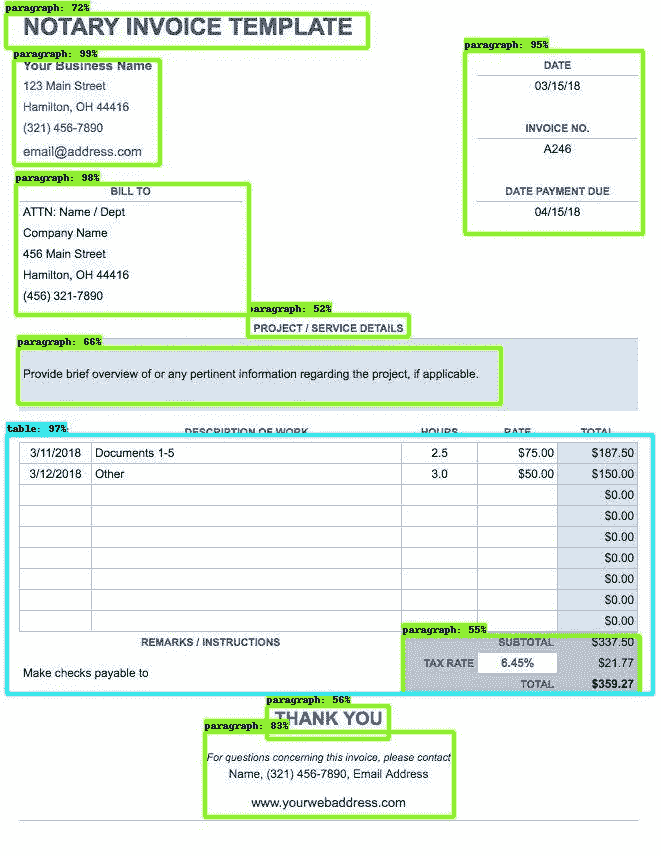 paragraph: 72%
NOTARY INVOICE TEMPLATE
paragraph: 99%
Your Business Name
123 Main Street
Hamilton, OH 44416
(321) 456-7890
email@address.com
paragraph: 95%
DATE
03/15/18
INVOICE NO.
A246
DATE PAYMENT DUE
04/15/18
paragraph: 98%
BILL TO
ATTN: Name / Dept
Company Name
456 Main Street
Hamilton, OH 44416
(456) 321-7890
paragraph: 52%
PROJECT / SERVICE DETAILS
paragraph: 66%
Provide brief overview of or any pertinent information regarding the project, if applicable.
table: 97%
DESCRIPTION OF WORK HOURS RATE TOTAL
3/11/2018 Documents 1-5 2.5 $75.00 $187.50
3/12/2018 Other 3.0 $50.00 $150.00
$0.00
$0.00
$0.00
$0.00
$0.00
$0.00
$0.00
paragraph: 55%
REMARKS / INSTRUCTIONS SUBTOTAL $337.50
Make checks payable to TAX RATE 6.45% $21.77
TOTAL $359.27
paragraph: 56%
THANK YOU
paragraph: 83%
For questions concerning this invoice, please contact
Name, (321) 456-7890, Email Address
www.yourwebaddress.com